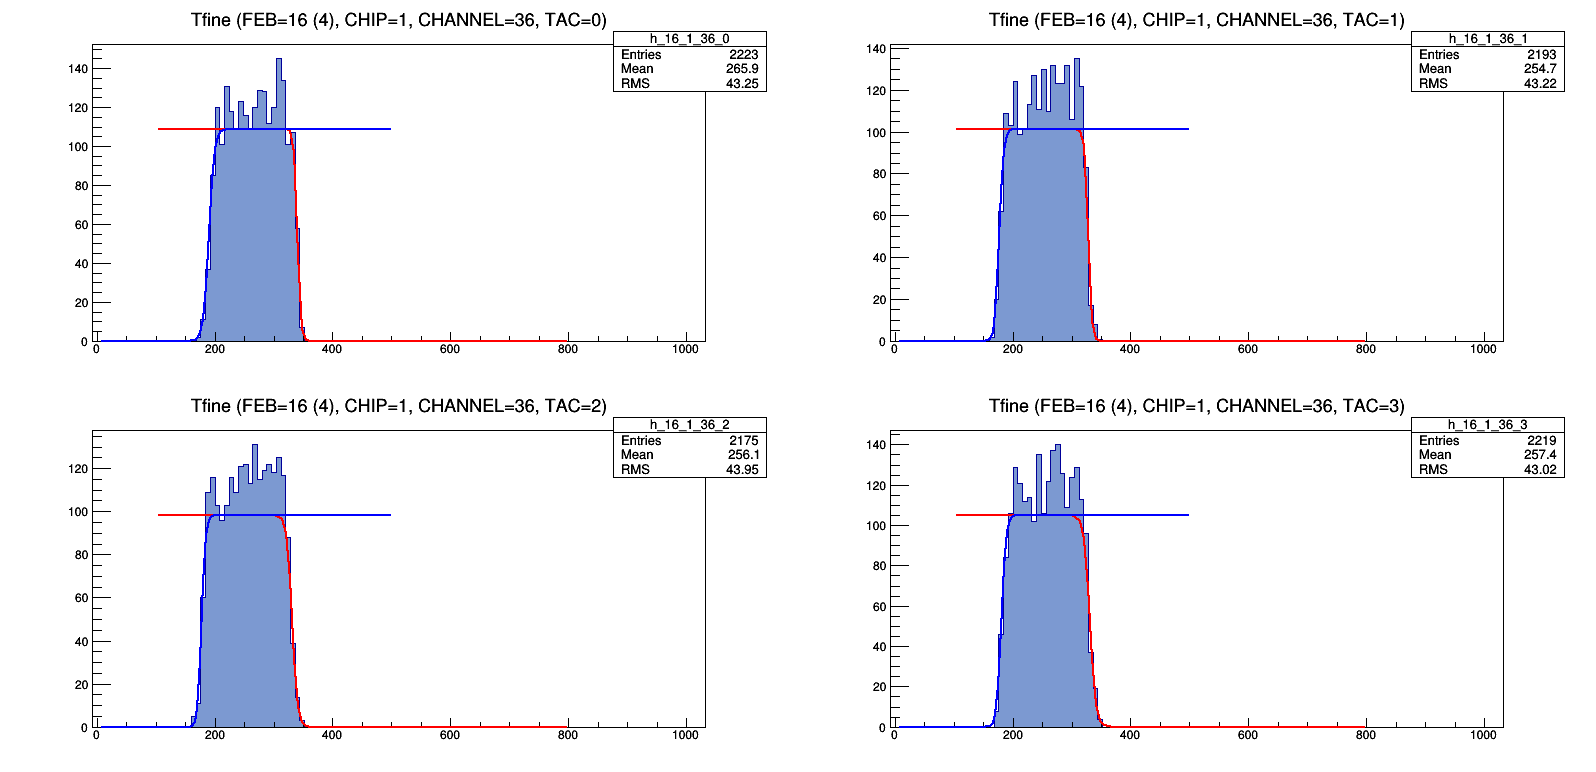 Tfine (FEB=16 (4), CHIP=1, CHANNEL=36, TAC=0)
h_16_1_36_0
Entries 2223
Mean 265.9
RMS 43.25
140
120
100
80
60
40
20
0
0 200 400 600 800 1000
Tfine (FEB=16 (4), CHIP=1, CHANNEL=36, TAC=1)
h_16_1_36_1
Entries 2193
Mean 254.7
RMS 43.22
140
120
100
80
60
40
20
0
0 200 400 600 800 1000
Tfine (FEB=16 (4), CHIP=1, CHANNEL=36, TAC=2)
h_16_1_36_2
Entries 2175
Mean 256.1
RMS 43.95
120
100
80
60
40
20
0
0 200 400 600 800 1000
Tfine (FEB=16 (4), CHIP=1, CHANNEL=36, TAC=3)
h_16_1_36_3
Entries 2219
Mean 257.4
RMS 43.02
140
120
100
80
60
40
20
0
0 200 400 600 800 1000